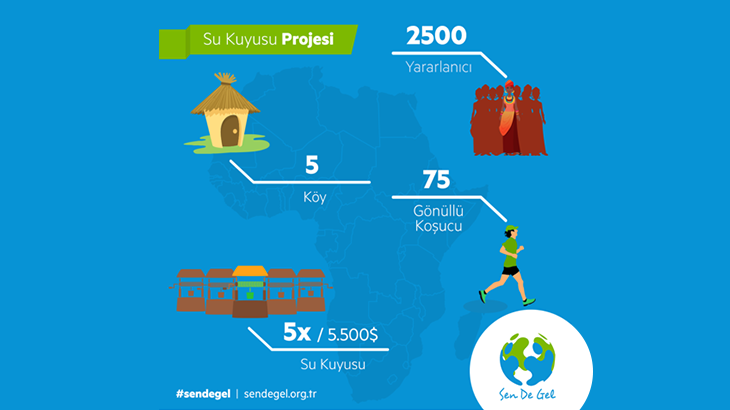 Su Kuyusu Projesi
2500
Yararlanıcı
5
Köy
75
Gönüllü
Koşucu
5x / 5.500$
Su Kuyusu
#sendegel | sendegel.org.tr
Sen De Gel